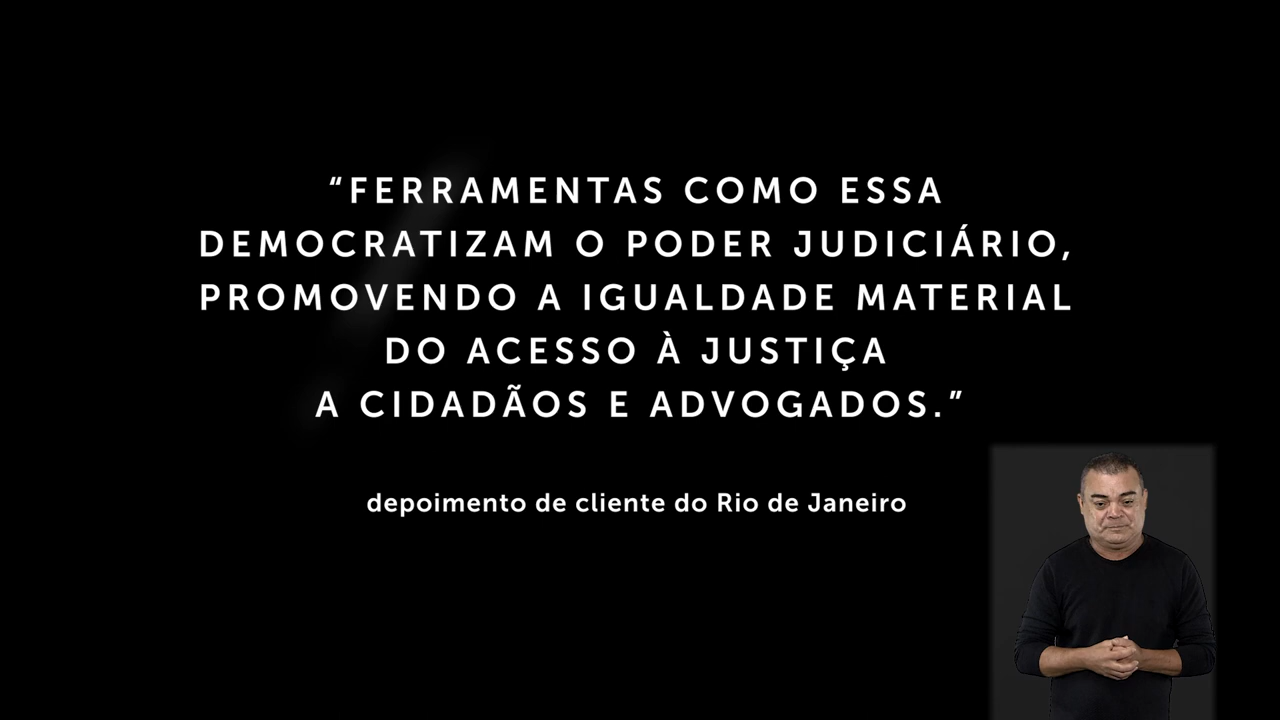 “FERRAMENTAS COMO ESSA
DEMOCRATIZAM O PODER JUDICIÁRIO,
PROMOVENDO A IGUALDADE MATERIAL
DO ACESSO À JUSTIÇA
A CIDADÃOS E ADVOGADOS.”
depoimento de cliente do Rio de Janeiro